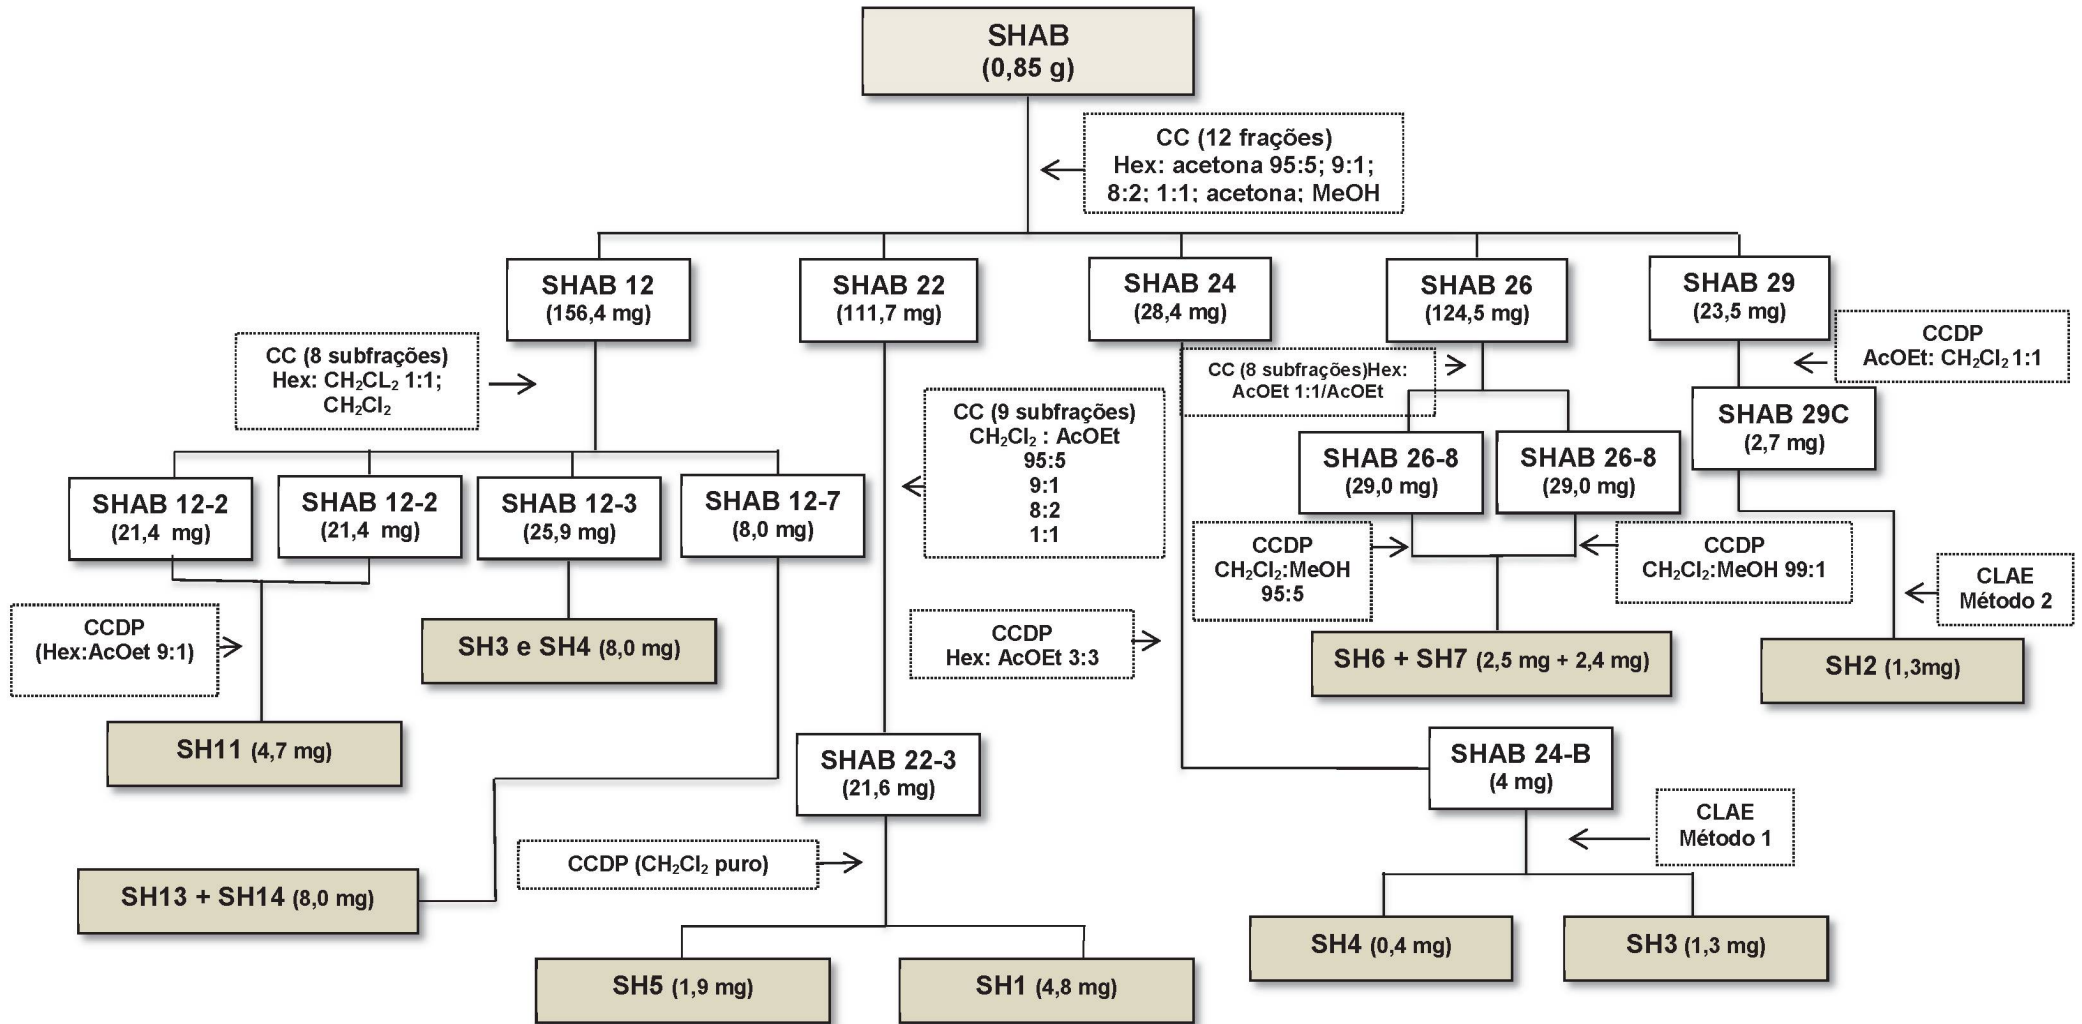 SHAB
(0,85 g)
CC (12 frações)
Hex: acetona 95:5; 9:1;
8:2; 1:1; acetona; MeOH
SHAB 12
(156,4 mg)
SHAB 22
(111,7 mg)
SHAB 24
(28,4 mg)
SHAB 26
(124,5 mg)
SHAB 29
(23,5 mg)
CC (8 subfrações)
Hex: CH₂CL₂ 1:1;
CH₂Cl₂
CC (9 subfrações)
CH₂Cl₂ : AcOEt
95:5
9:1
8:2
1:1
CC (8 subfrações)Hex:
AcOEt 1:1/AcOEt
CCDP
AcOEt: CH₂Cl₂ 1:1
SHAB 29C
(2,7 mg)
SHAB 12-2
(21,4 mg)
SHAB 12-2
(21,4 mg)
SHAB 12-3
(25,9 mg)
SHAB 12-7
(8,0 mg)
SHAB 26-8
(29,0 mg)
SHAB 26-8
(29,0 mg)
CCDP
CH₂Cl₂:MeOH
95:5
CCDP
CH₂Cl₂:MeOH 99:1
CLAE
Método 2
CCDP
(Hex:AcOet 9:1)
SH3 e SH4 (8,0 mg)
CCDP
Hex: AcOEt 3:3
SH6 + SH7 (2,5 mg + 2,4 mg)
SH2 (1,3mg)
SH11 (4,7 mg)
SHAB 22-3
(21,6 mg)
SHAB 24-B
(4 mg)
CLAE
Método 1
CCDP (CH₂Cl₂ puro)
SH13 + SH14 (8,0 mg)
SH4 (0,4 mg)
SH3 (1,3 mg)
SH5 (1,9 mg)
SH1 (4,8 mg)